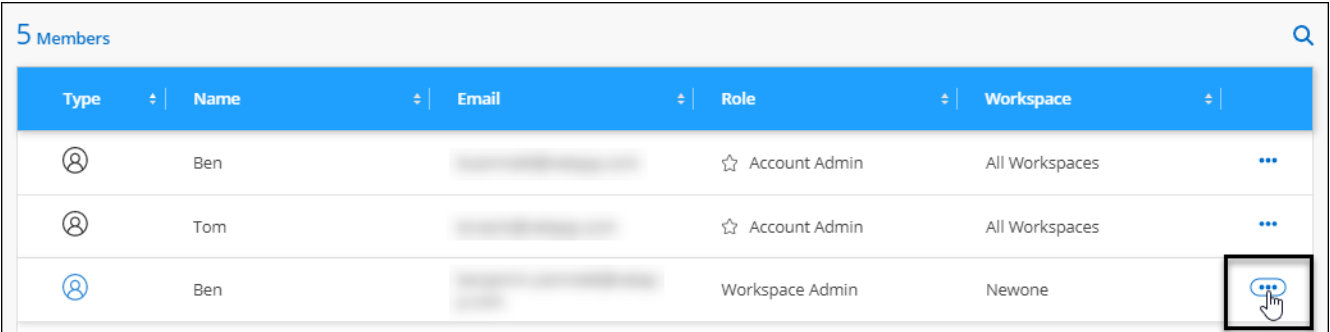 5 Members
Type Name Email Role Workspace
Ben Account Admin All Workspaces
Tom Account Admin All Workspaces
Ben Workspace Admin Newone